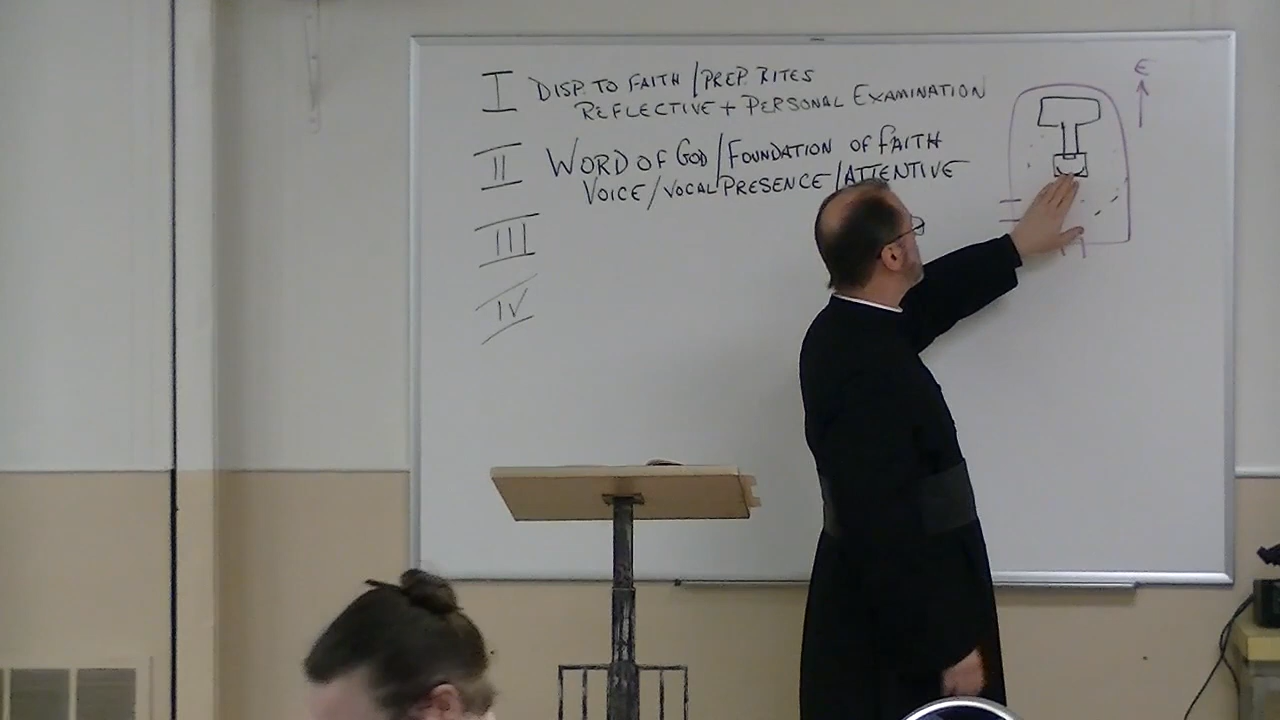 I DISP. TO FAITH / PREP RITES
REFLECTIVE + PERSONAL EXAMINATION
II WORD OF GOD / FOUNDATION OF FAITH
VOICE / VOCAL PRESENCE / ATTENTIVE
III
IV
E